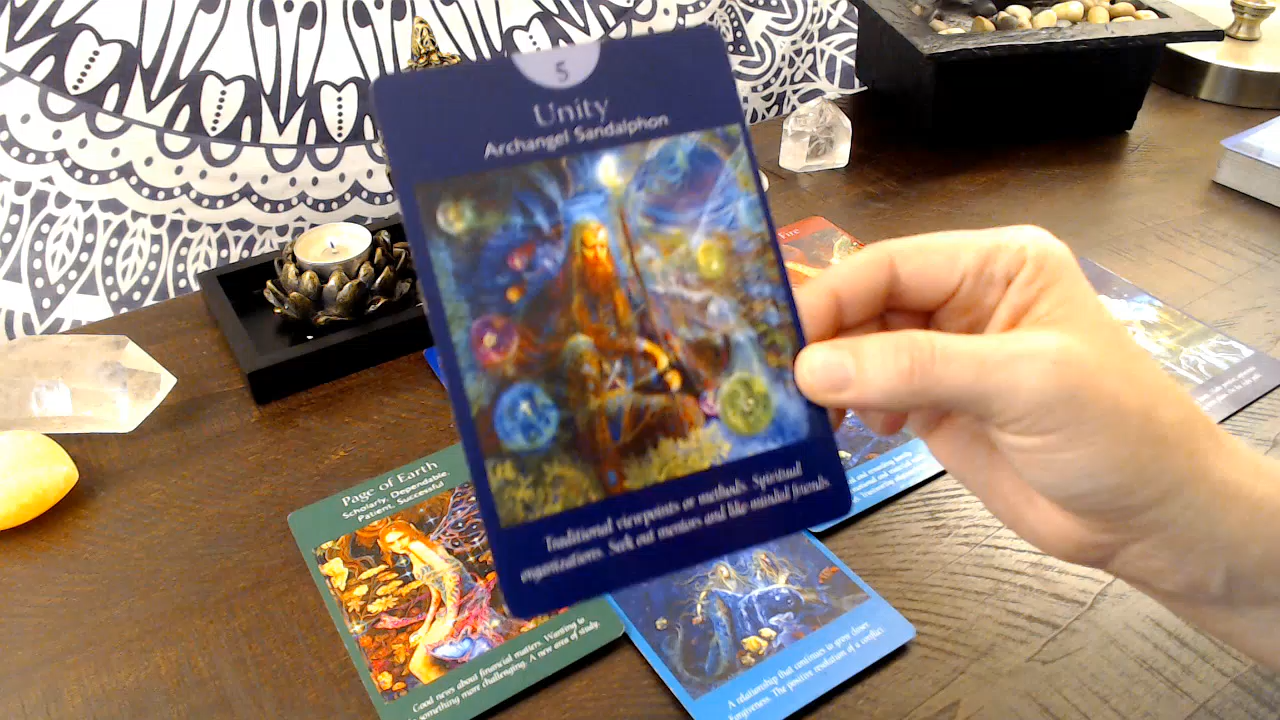 5
Unity
Archangel Sandalphon
Traditional viewpoints or methods. Spiritual
organizations. Seek out mentors and like minded friends.
Fire
Page of Earth
Scholarly, Dependable,
Patient, Successful
Good news about financial matters. Wanting to
something more challenging. A new area of study.
A relationship that continues to grow closer.
Forgiveness. The positive resolution of a conflict.